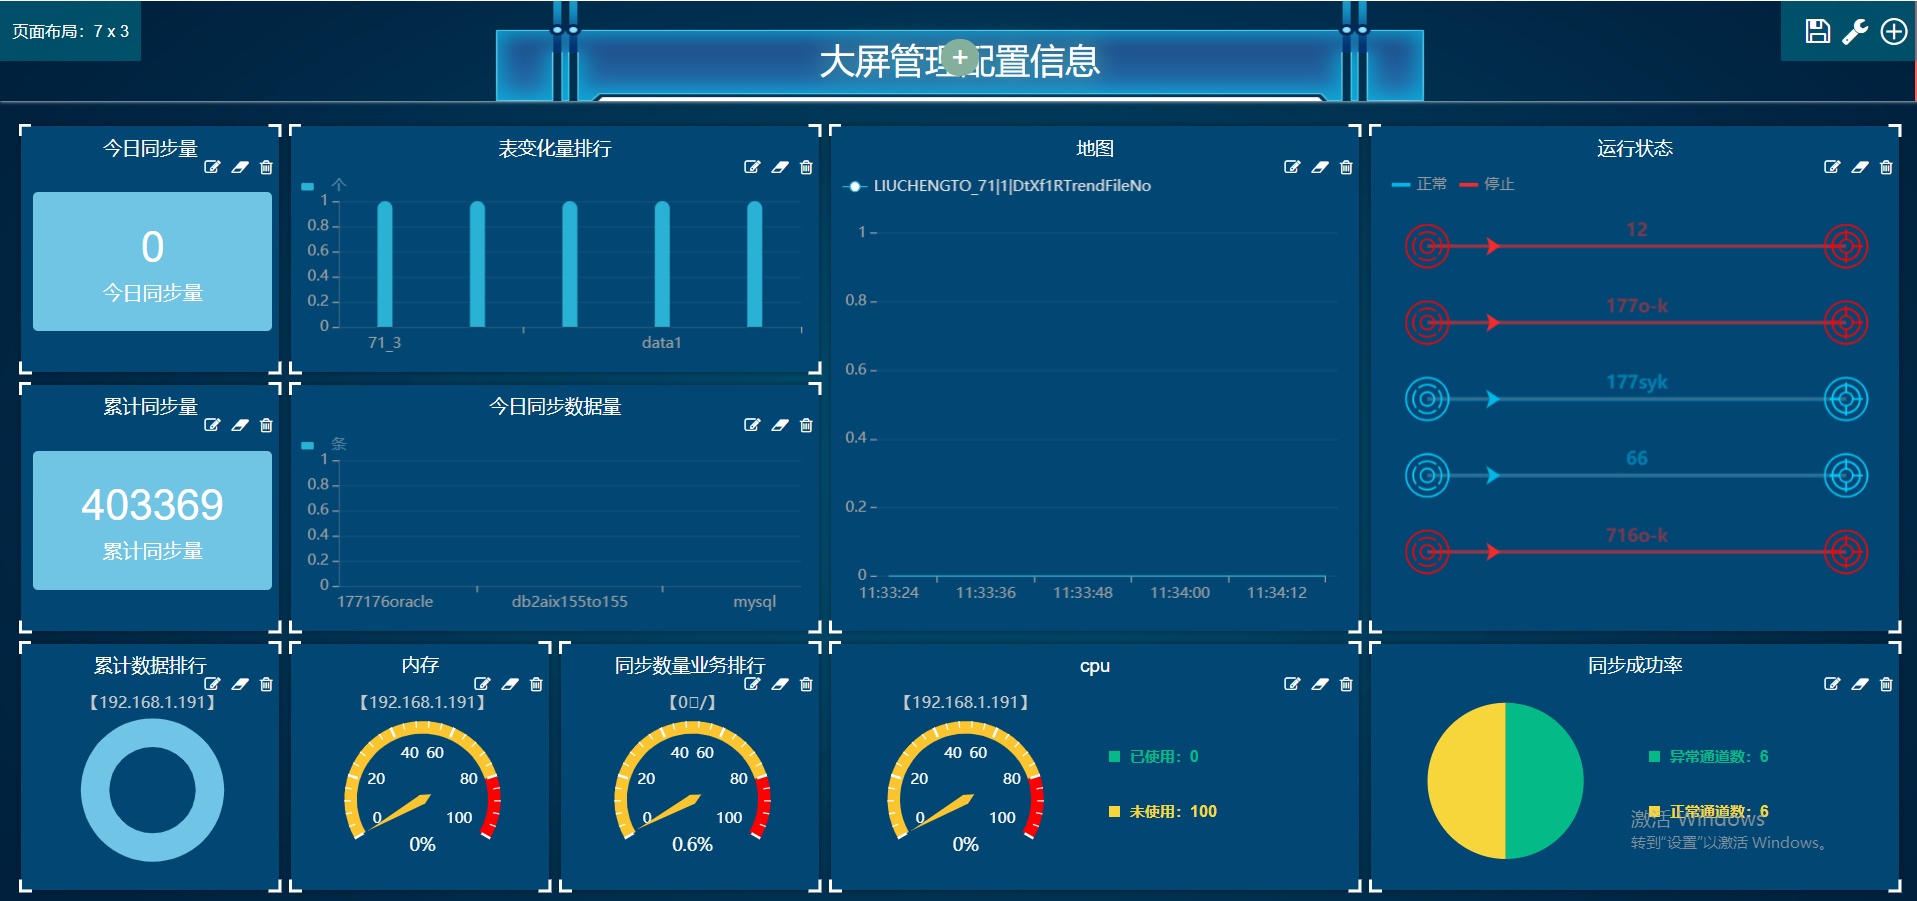 页面布局：7 x 3
大屏管理配置信息
今日同步量
0
今日同步量
表变化量排行
个
1
0.8
0.6
0.4
0.2
0
71_3
data1
地图
LIUCHENGTO_71|1|DtXf1RTrendFileNo
1
0.8
0.6
0.4
0.2
0
11:33:24
11:33:36
11:33:48
11:34:00
11:34:12
运行状态
正常
停止
12
177o-k
177syk
66
716o-k
累计同步量
403369
累计同步量
今日同步数据量
条
1
0.8
0.6
0.4
0.2
0
177176oracle
db2aix155to155
mysql
累计数据排行
【192.168.1.191】
内存
【192.168.1.191】
0
20
40
60
80
100
0%
同步数量业务排行
【0▯/】
0
20
40
60
80
100
0.6%
cpu
【192.168.1.191】
0
20
40
60
80
100
0%
已使用：0
未使用：100
同步成功率
异常通道数：6
正常通道数：6
激活 Windows
转到“设置”以激活 Windows。